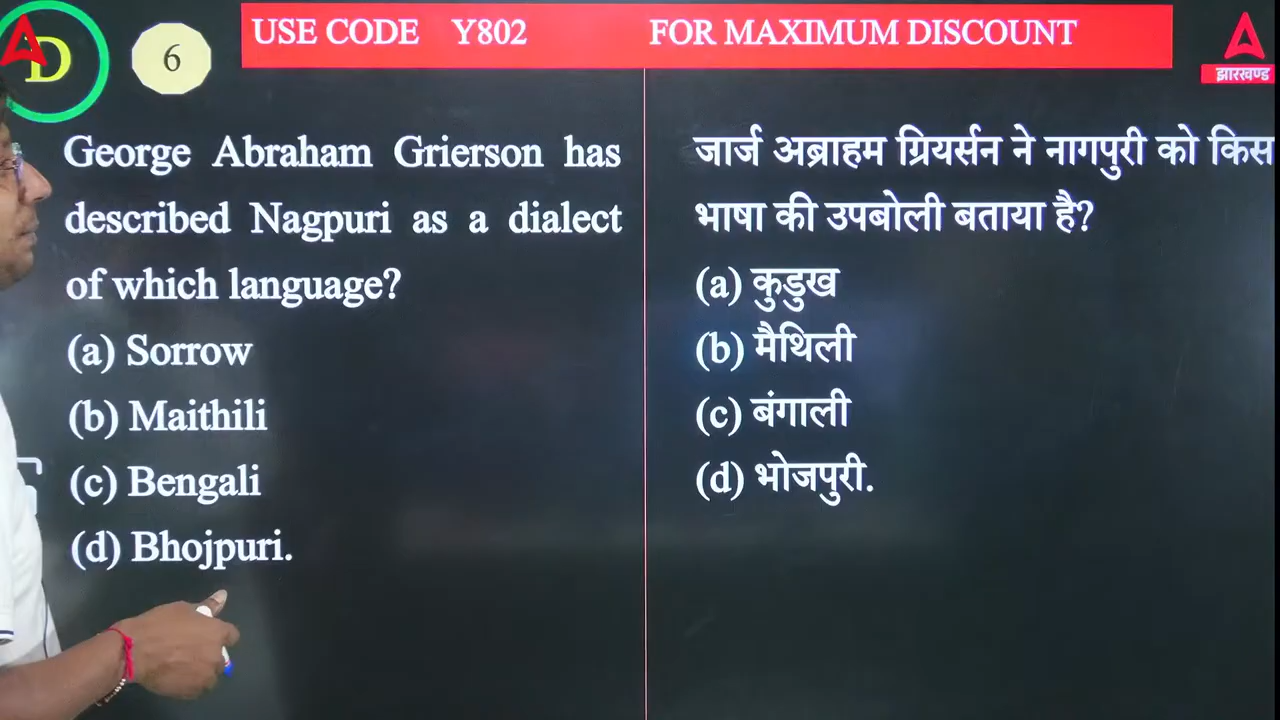 USE CODE Y802 FOR MAXIMUM DISCOUNT
D
6
झारखण्ड
George Abraham Grierson has
described Nagpuri as a dialect
of which language?
(a) Sorrow
(b) Maithili
(c) Bengali
(d) Bhojpuri.
जार्ज अब्राहम ग्रियर्सन ने नागपुरी को किस
भाषा की उपबोली बताया है?
(a) कुड़ुख
(b) मैथिली
(c) बंगाली
(d) भोजपुरी.